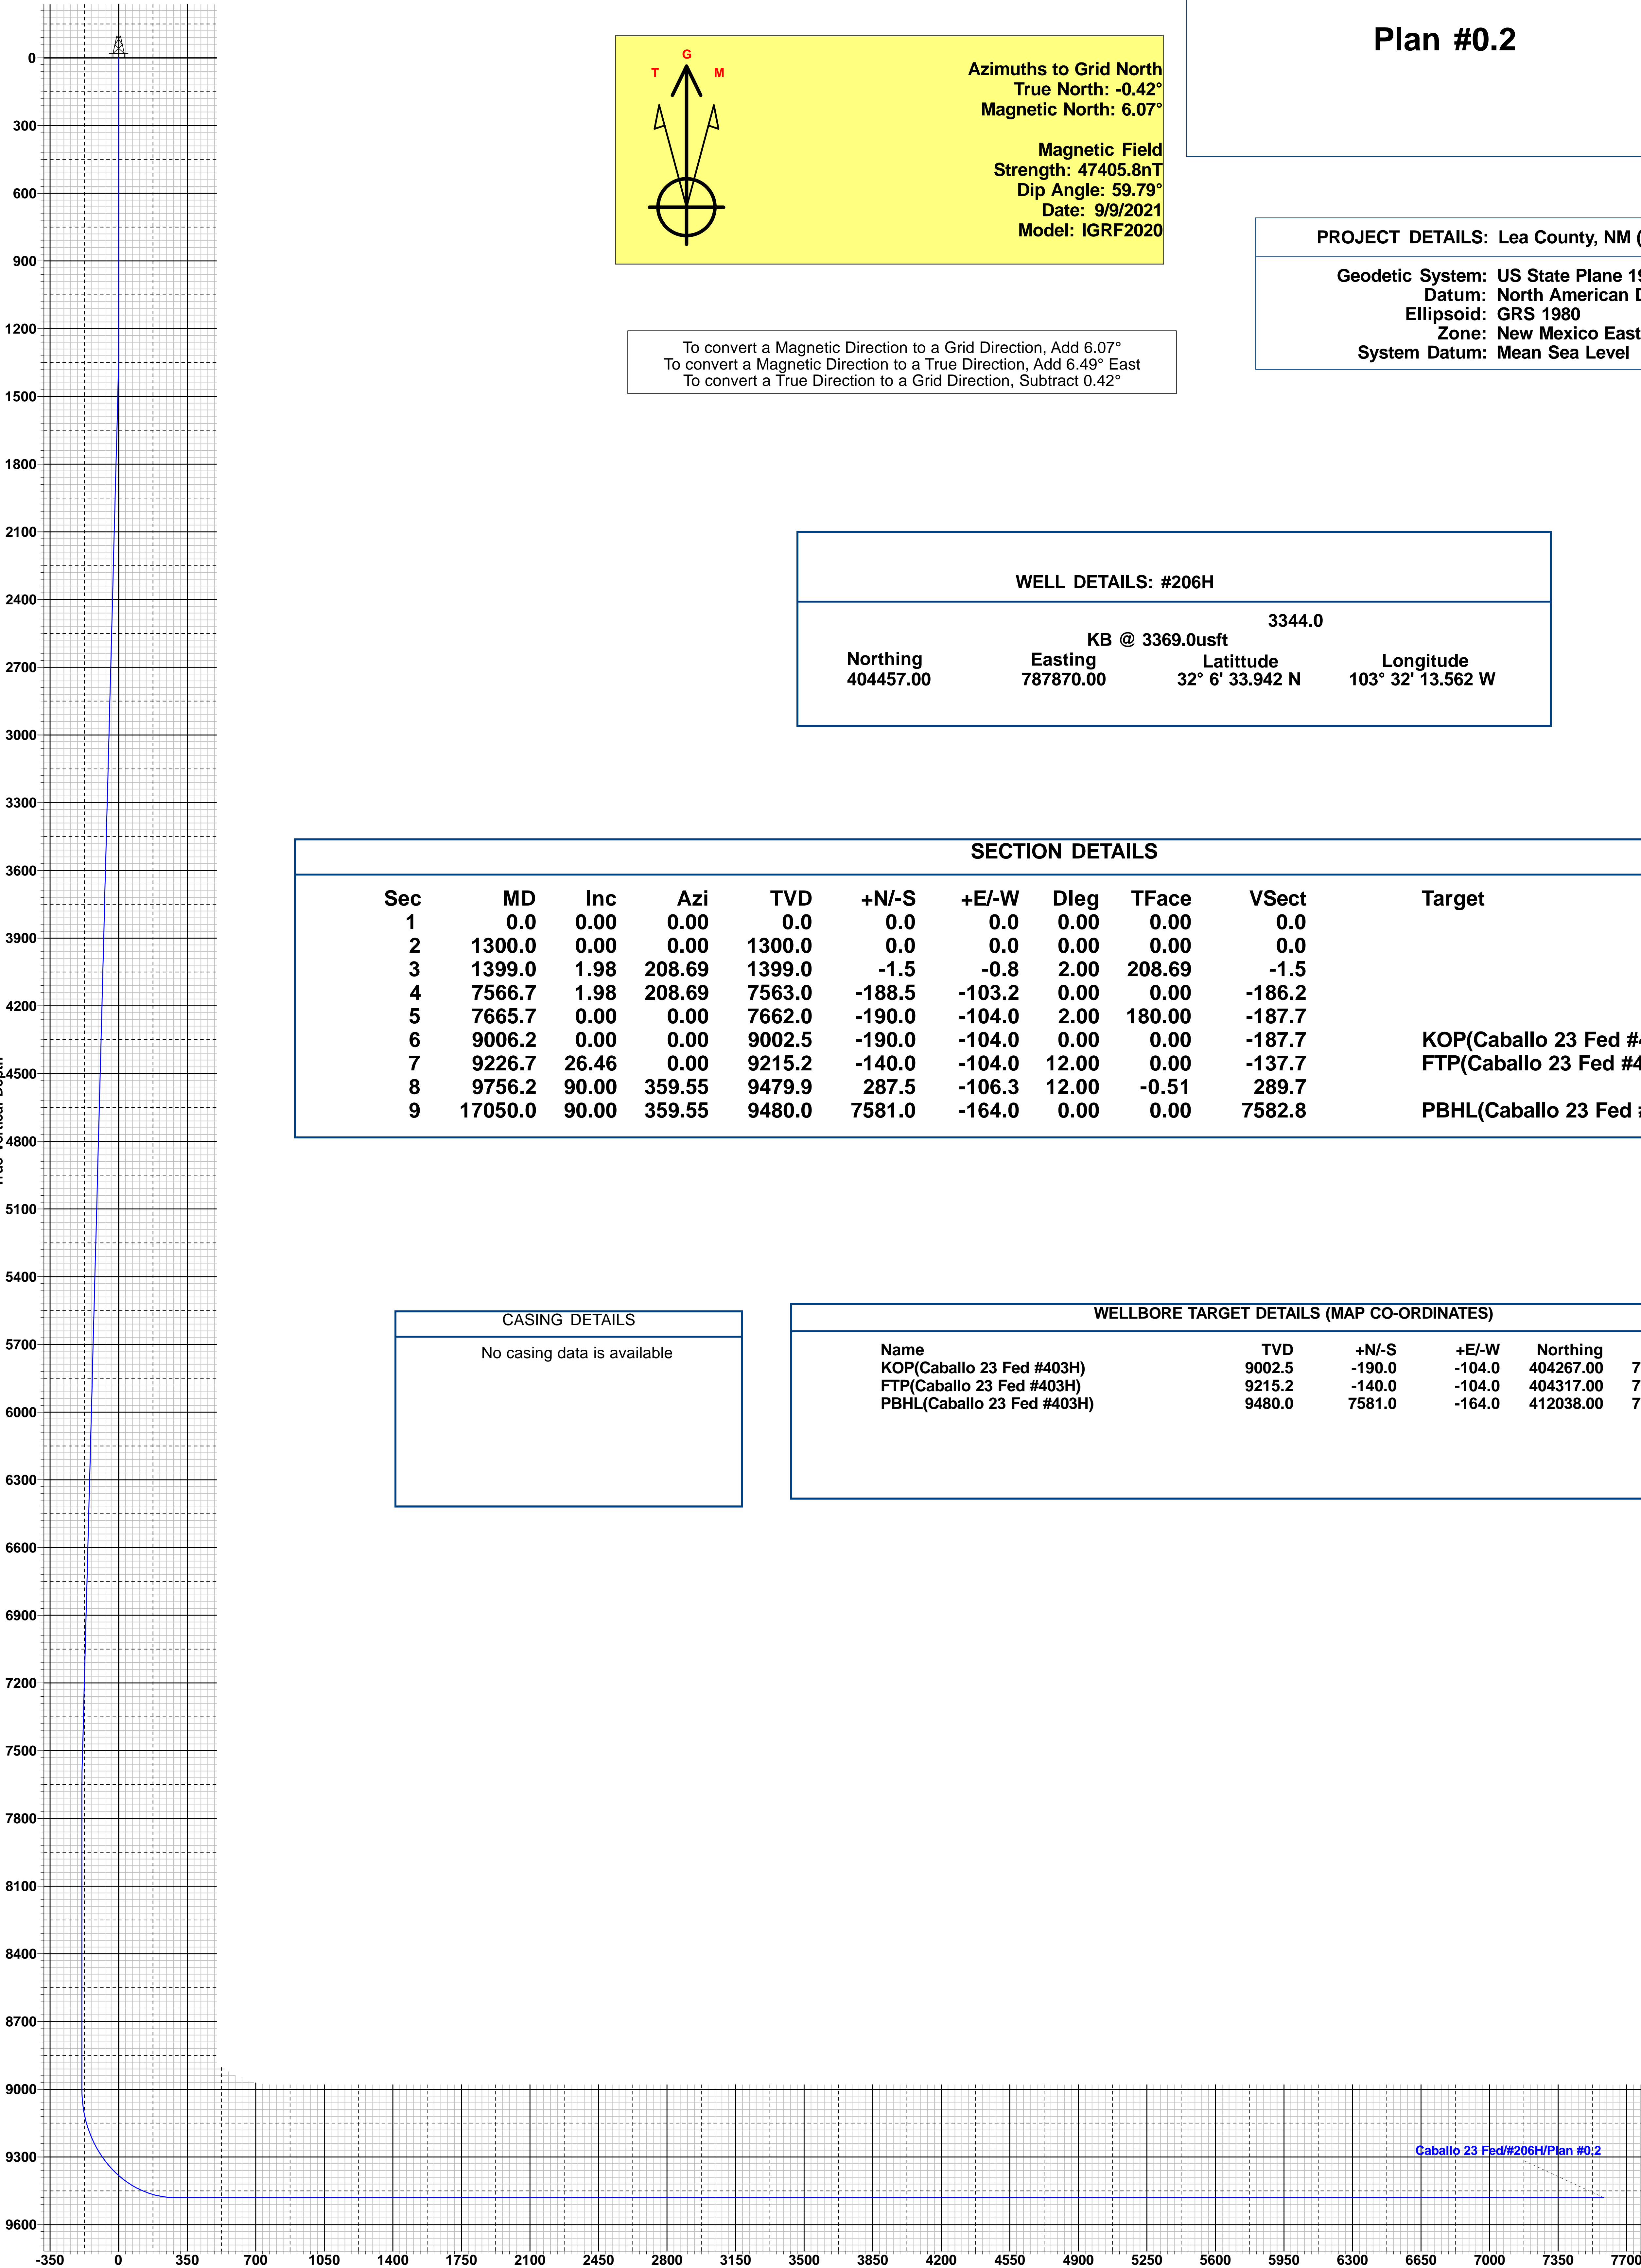 Plan #0.2
G
T M
Azimuths to Grid North
True North: -0.42°
Magnetic North: 6.07°
Magnetic Field
Strength: 47405.8nT
Dip Angle: 59.79°
Date: 9/9/2021
Model: IGRF2020
PROJECT DETAILS: Lea County, NM (
Geodetic System: US State Plane 19
Datum: North American D
Ellipsoid: GRS 1980
Zone: New Mexico East
System Datum: Mean Sea Level
To convert a Magnetic Direction to a Grid Direction, Add 6.07°
To convert a Magnetic Direction to a True Direction, Add 6.49° East
To convert a True Direction to a Grid Direction, Subtract 0.42°
WELL DETAILS: #206H
3344.0
KB @ 3369.0usft
Northing Easting Latittude Longitude
404457.00 787870.00 32° 6' 33.942 N 103° 32' 13.562 W
SECTION DETAILS
Sec MD Inc Azi TVD +N/-S +E/-W Dleg TFace VSect Target
1 0.0 0.00 0.00 0.0 0.0 0.0 0.00 0.00 0.0
2 1300.0 0.00 0.00 1300.0 0.0 0.0 0.00 0.00 0.0
3 1399.0 1.98 208.69 1399.0 -1.5 -0.8 2.00 208.69 -1.5
4 7566.7 1.98 208.69 7563.0 -188.5 -103.2 0.00 0.00 -186.2
5 7665.7 0.00 0.00 7662.0 -190.0 -104.0 2.00 180.00 -187.7
6 9006.2 0.00 0.00 9002.5 -190.0 -104.0 0.00 0.00 -187.7 KOP(Caballo 23 Fed #4
7 9226.7 26.46 0.00 9215.2 -140.0 -104.0 12.00 0.00 -137.7 FTP(Caballo 23 Fed #4
8 9756.2 90.00 359.55 9479.9 287.5 -106.3 12.00 -0.51 289.7
9 17050.0 90.00 359.55 9480.0 7581.0 -164.0 0.00 0.00 7582.8 PBHL(Caballo 23 Fed #
CASING DETAILS
No casing data is available
WELLBORE TARGET DETAILS (MAP CO-ORDINATES)
Name TVD +N/-S +E/-W Northing
KOP(Caballo 23 Fed #403H) 9002.5 -190.0 -104.0 404267.00 7
FTP(Caballo 23 Fed #403H) 9215.2 -140.0 -104.0 404317.00 7
PBHL(Caballo 23 Fed #403H) 9480.0 7581.0 -164.0 412038.00 7
0
300
600
900
1200
1500
1800
2100
2400
2700
3000
3300
3600
3900
4200
4500
4800
5100
5400
5700
6000
6300
6600
6900
7200
7500
7800
8100
8400
8700
9000
9300
9600
True Vertical Depth
Caballo 23 Fed/#206H/Plan #0.2
-350 0 350 700 1050 1400 1750 2100 2450 2800 3150 3500 3850 4200 4550 4900 5250 5600 5950 6300 6650 7000 7350 7700